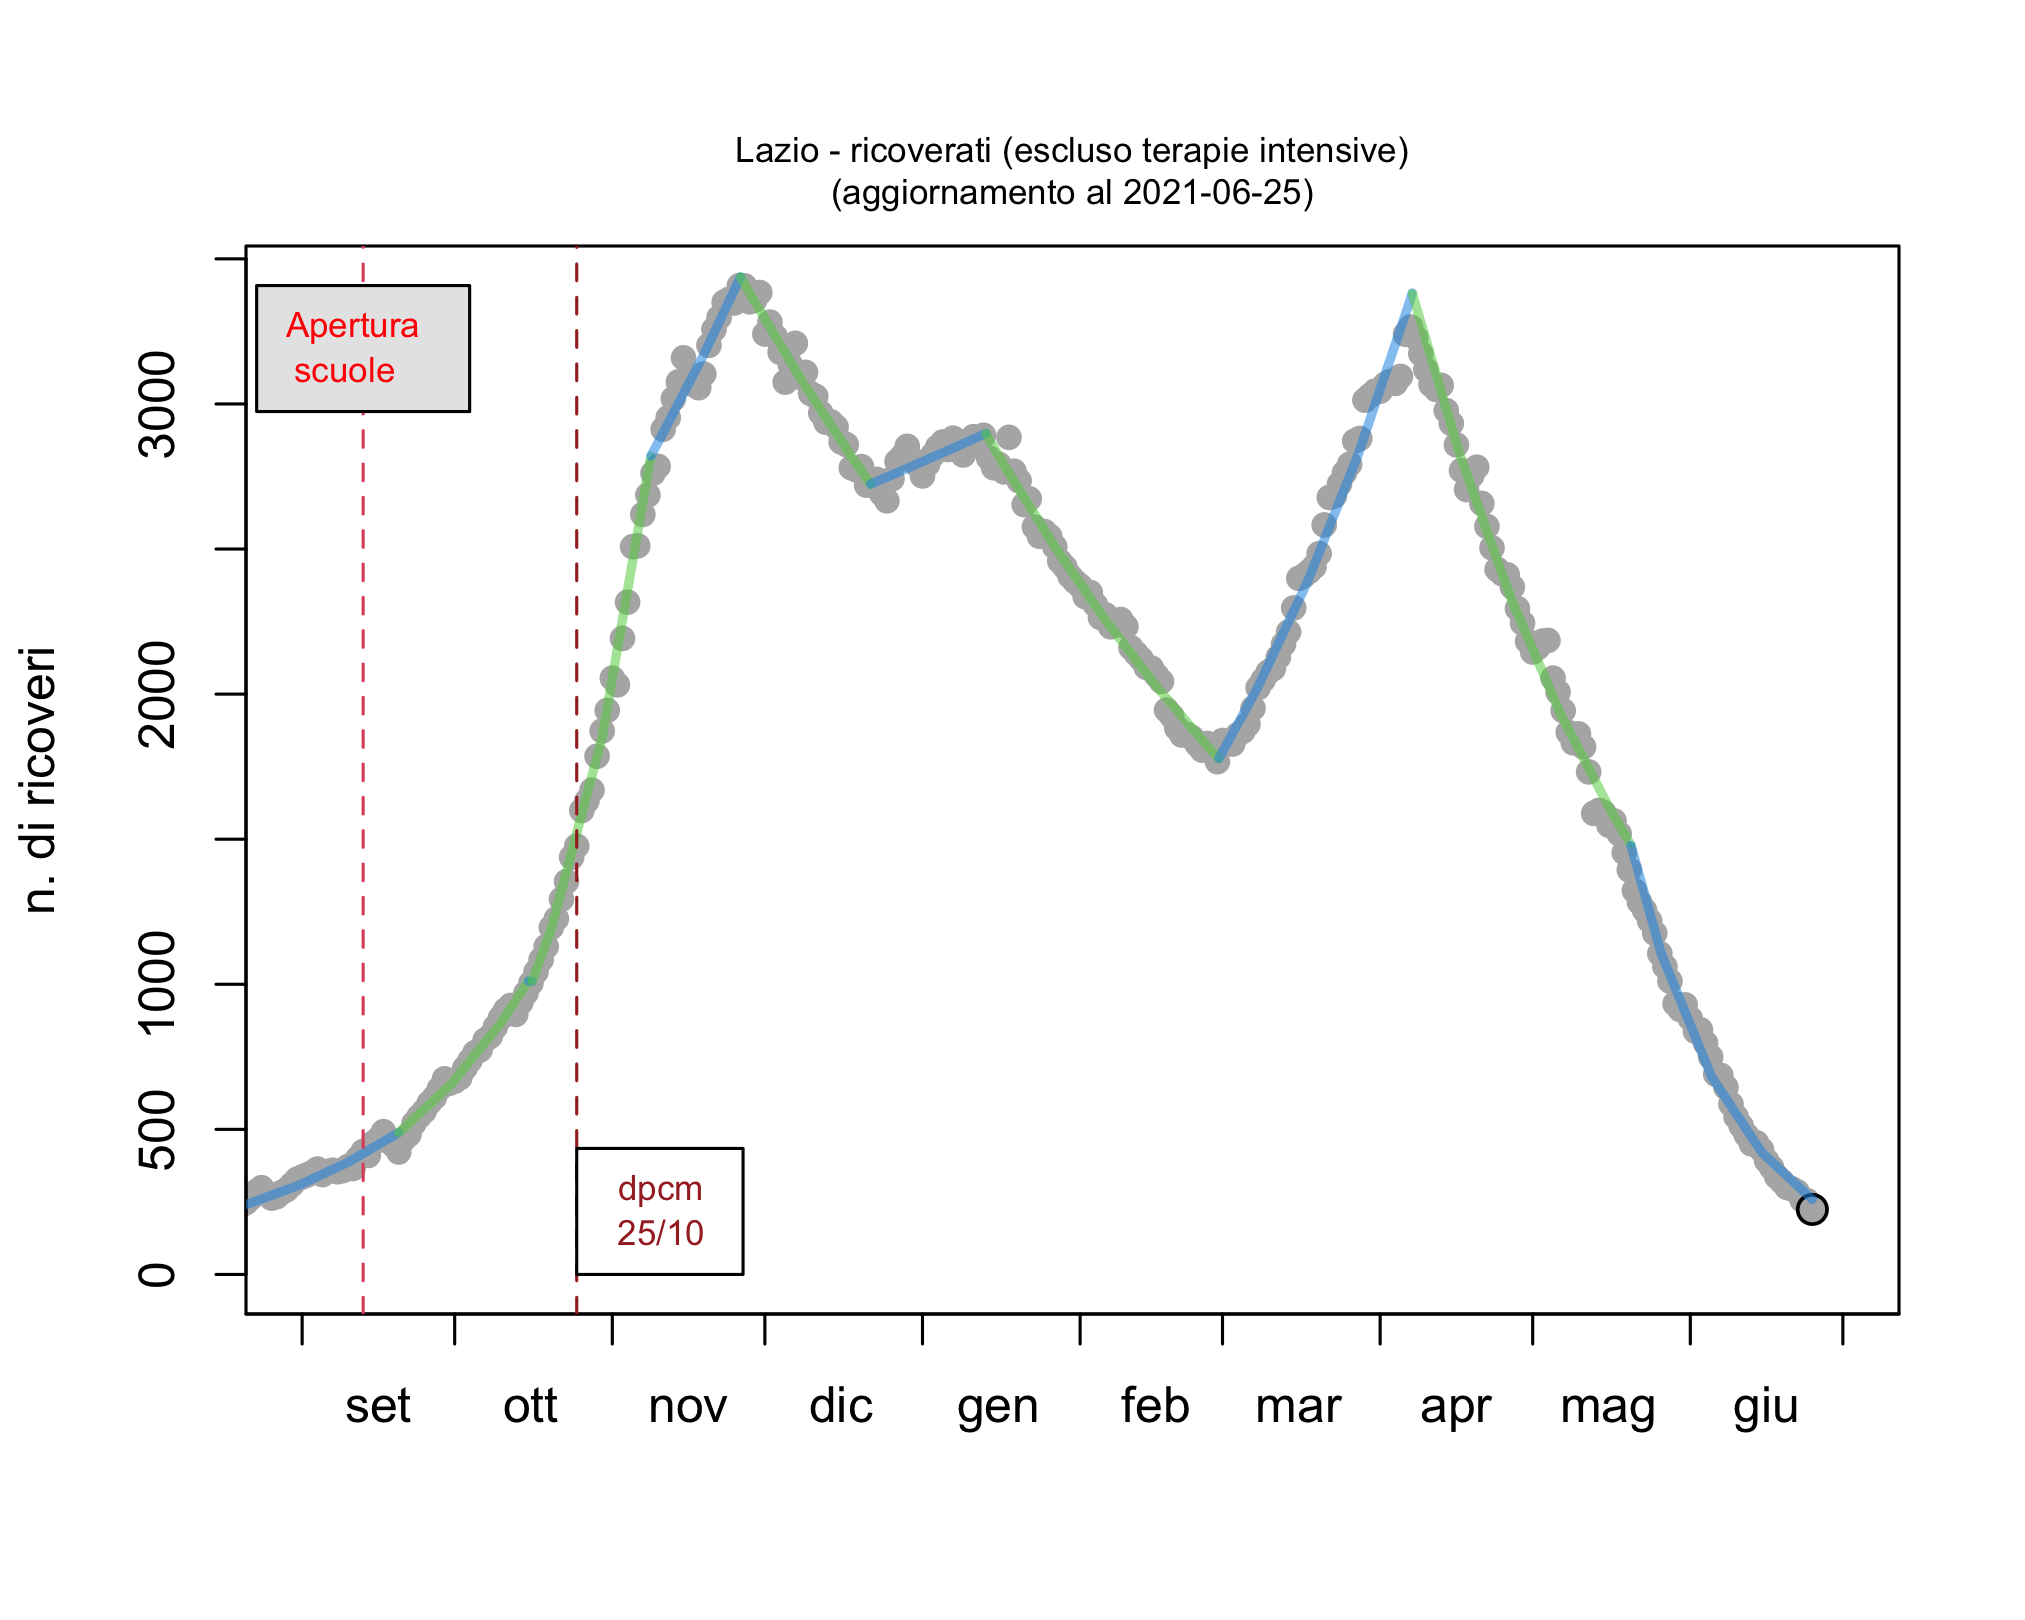 Lazio - ricoverati (escluso terapie intensive)
(aggiornamento al 2021-06-25)
Apertura
scuole
dpcm
25/10
n. di ricoveri
3000
2000
1000
500
0
set ott nov dic gen feb mar apr mag giu